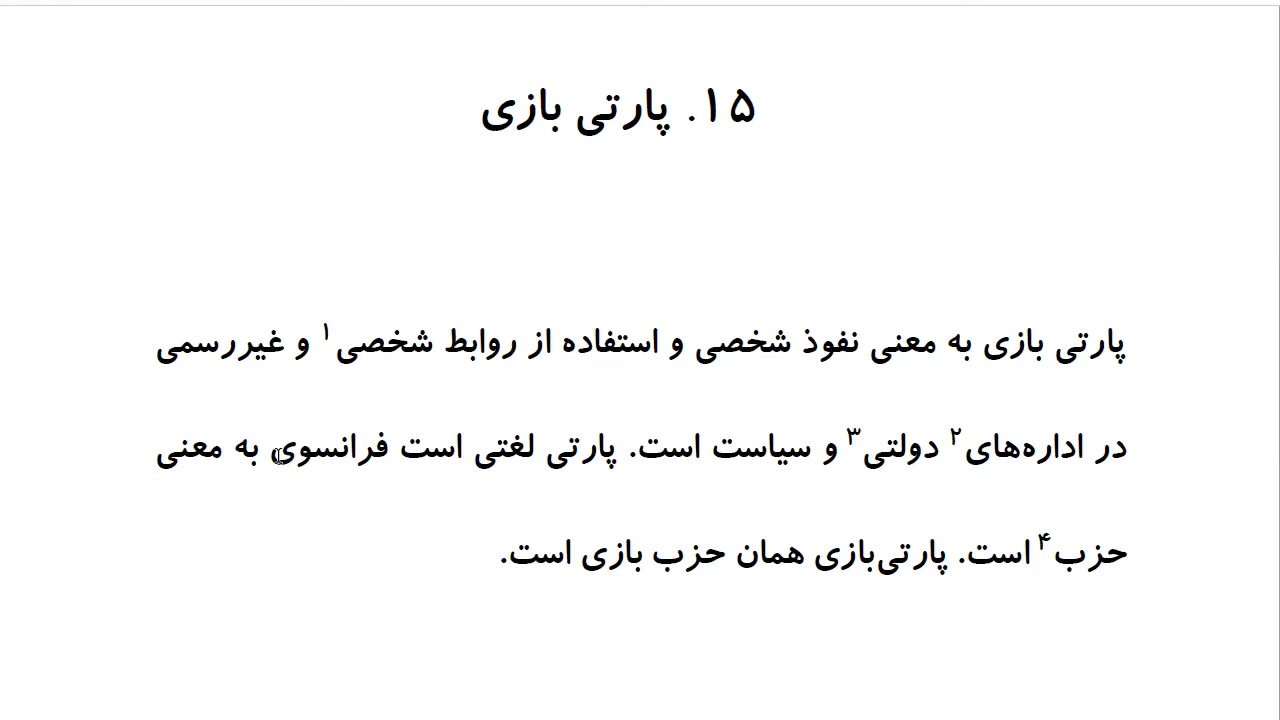 ۱۵. پارتی بازی
پارتی بازی به معنی نفوذ شخصی و استفاده از روابط شخصی۱ و غیررسمی
در اداره‌های۲ دولتی۳ و سیاست است. پارتی لغتی است فرانسوی به معنی
حزب۴ است. پارتی‌بازی همان حزب بازی است.